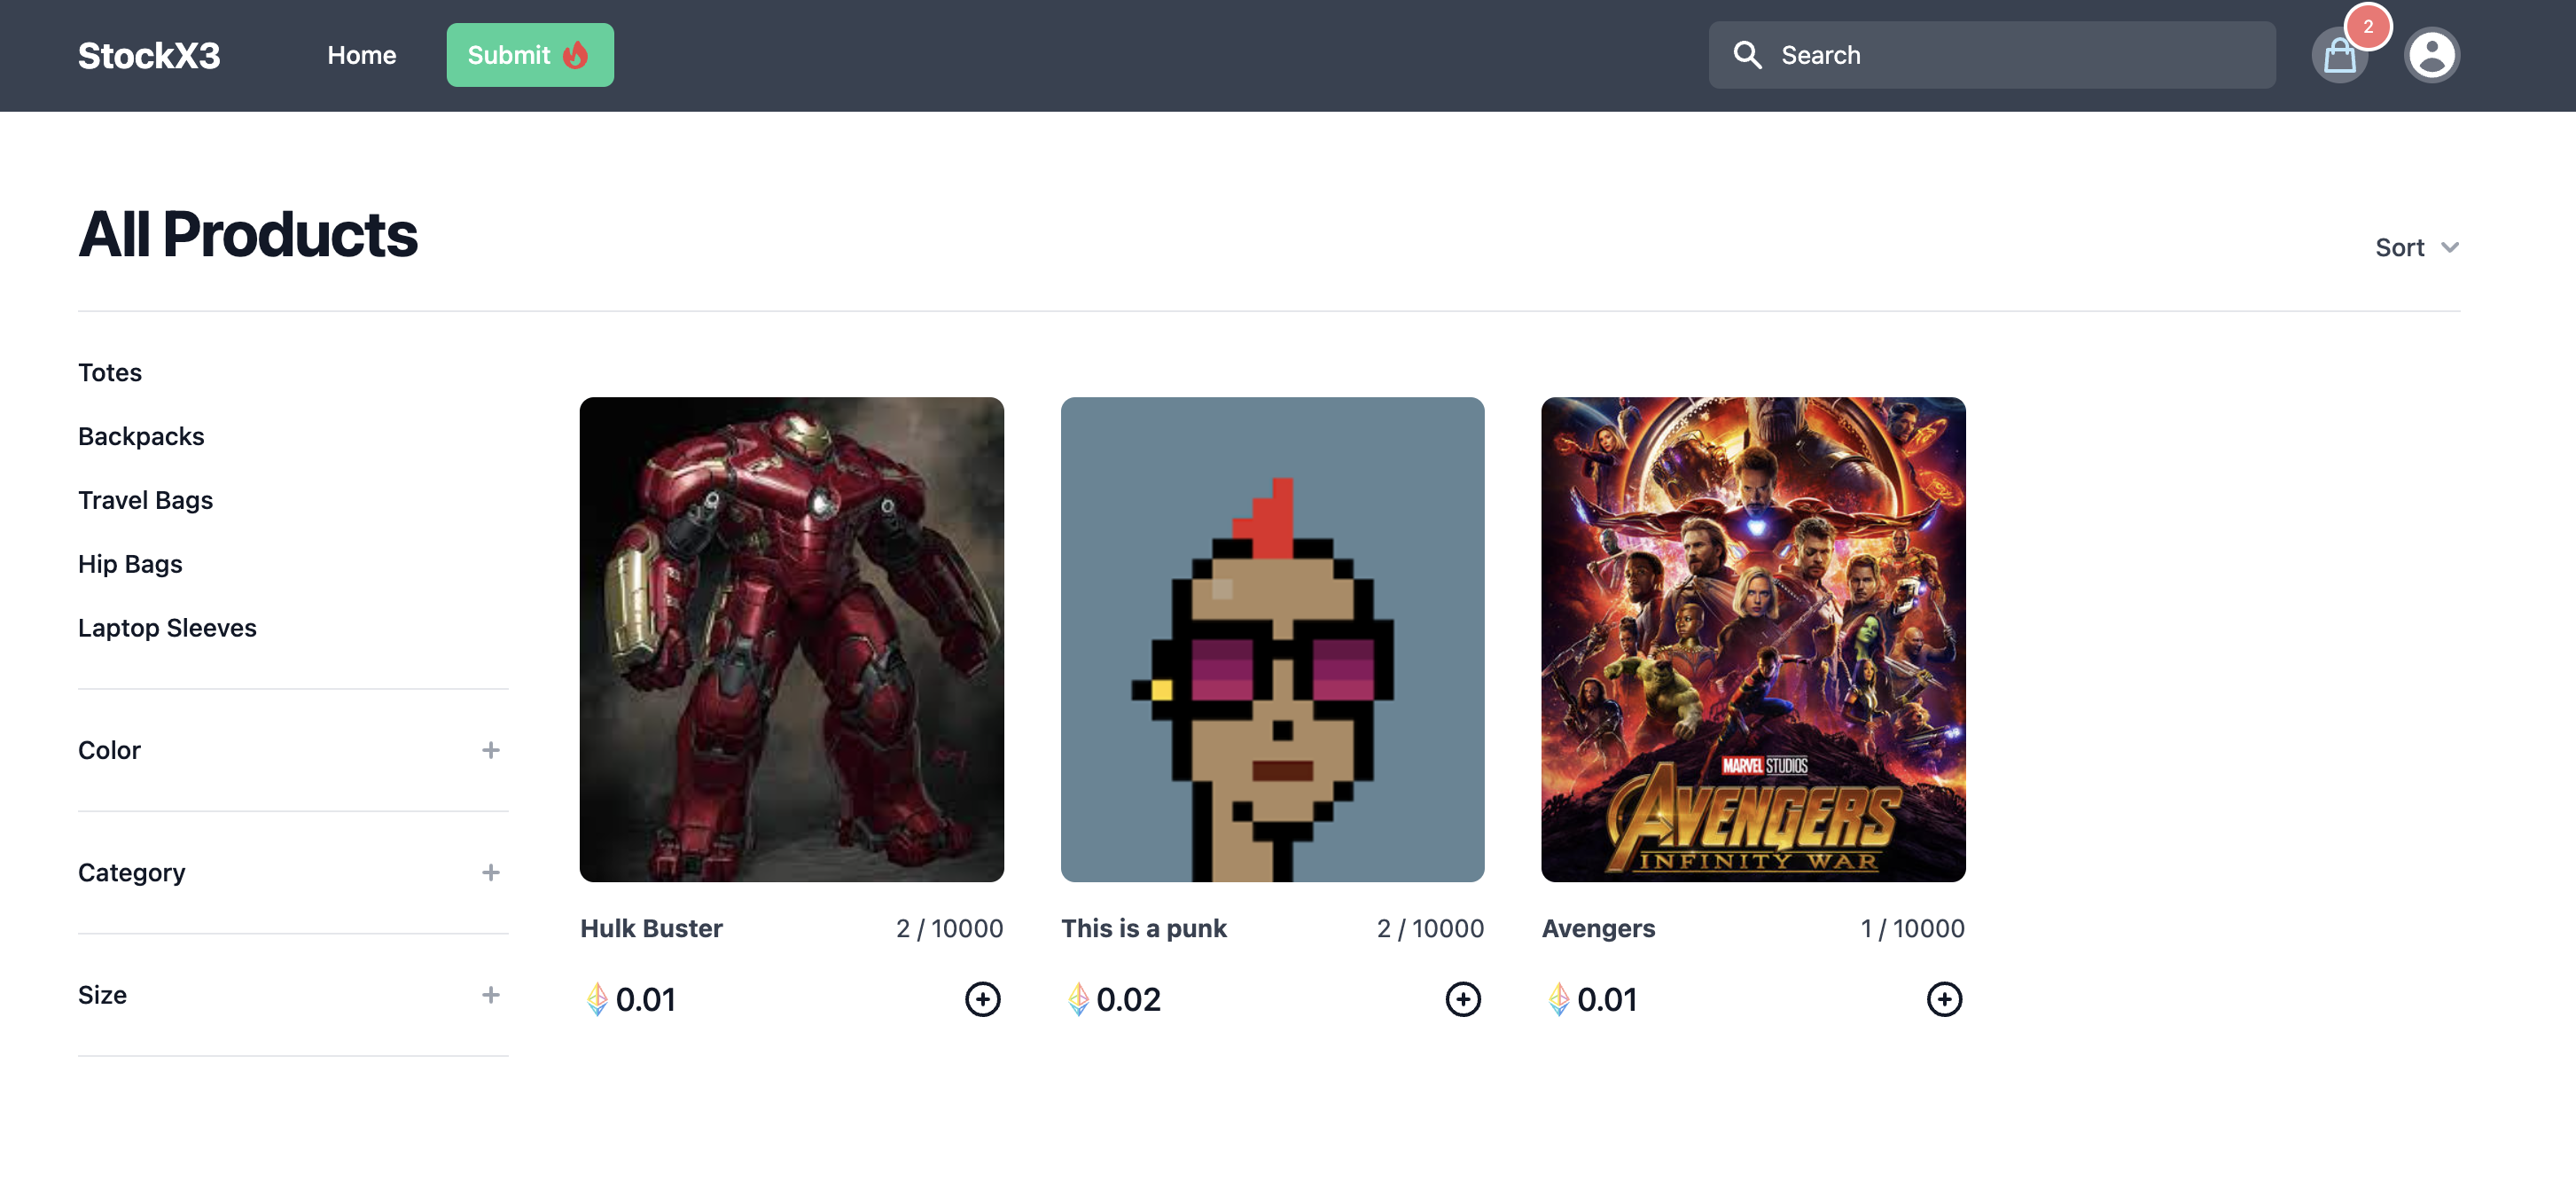 StockX3
Home
Submit
Search
2
All Products
Sort
Totes
Backpacks
Travel Bags
Hip Bags
Laptop Sleeves
Color
Category
Size
MARVEL STUDIOS
AVENGERS
INFINITY WAR
Hulk Buster 2 / 10000
0.01
This is a punk 2 / 10000
0.02
Avengers 1 / 10000
0.01